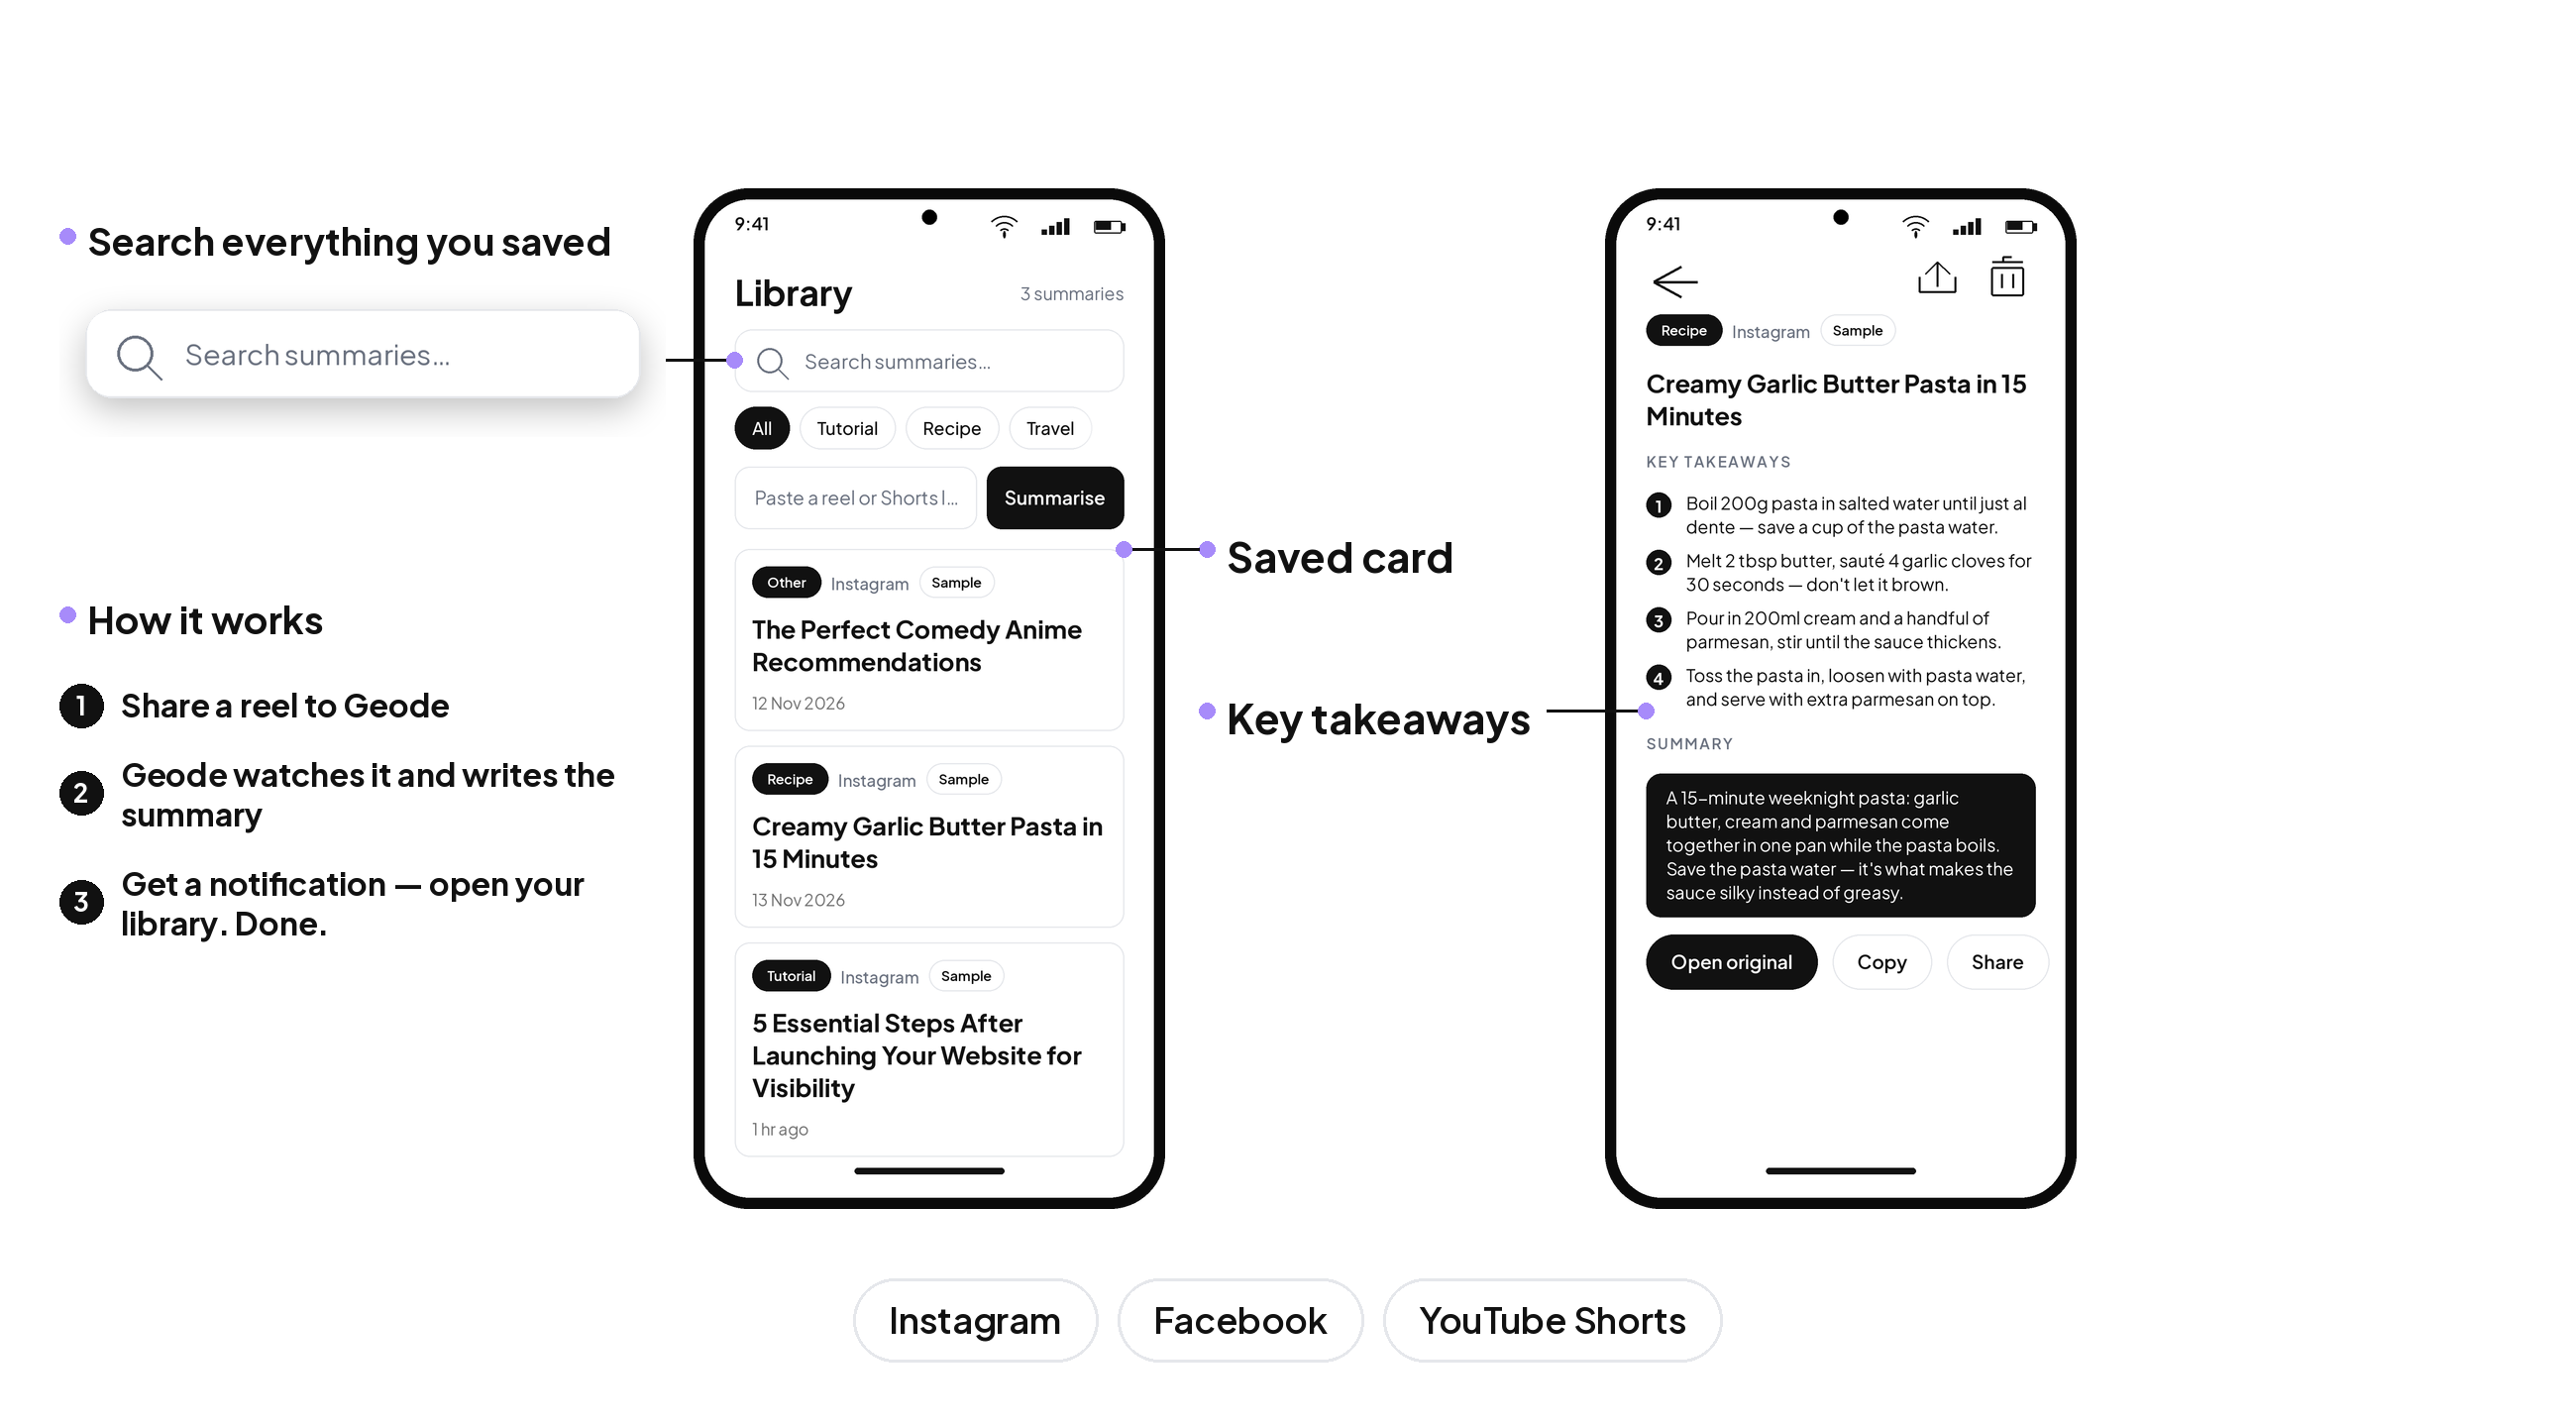 Search everything you saved
Search summaries...
How it works
1 Share a reel to Geode
2 Geode watches it and writes the
summary
3 Get a notification — open your
library. Done.
9:41
Library
3 summaries
Search summaries...
All
Tutorial
Recipe
Travel
Paste a reel or Shorts l...
Summarise
Other
Instagram
Sample
The Perfect Comedy Anime
Recommendations
12 Nov 2026
Recipe
Instagram
Sample
Creamy Garlic Butter Pasta in
15 Minutes
13 Nov 2026
Tutorial
Instagram
Sample
5 Essential Steps After
Launching Your Website for
Visibility
1 hr ago
Saved card
Key takeaways
9:41
Recipe
Instagram
Sample
Creamy Garlic Butter Pasta in 15
Minutes
KEY TAKEAWAYS
1 Boil 200g pasta in salted water until just al
dente — save a cup of the pasta water.
2 Melt 2 tbsp butter, sauté 4 garlic cloves for
30 seconds — don't let it brown.
3 Pour in 200ml cream and a handful of
parmesan, stir until the sauce thickens.
4 Toss the pasta in, loosen with pasta water,
and serve with extra parmesan on top.
SUMMARY
A 15-minute weeknight pasta: garlic
butter, cream and parmesan come
together in one pan while the pasta boils.
Save the pasta water — it's what makes the
sauce silky instead of greasy.
Open original
Copy
Share
Instagram
Facebook
YouTube Shorts